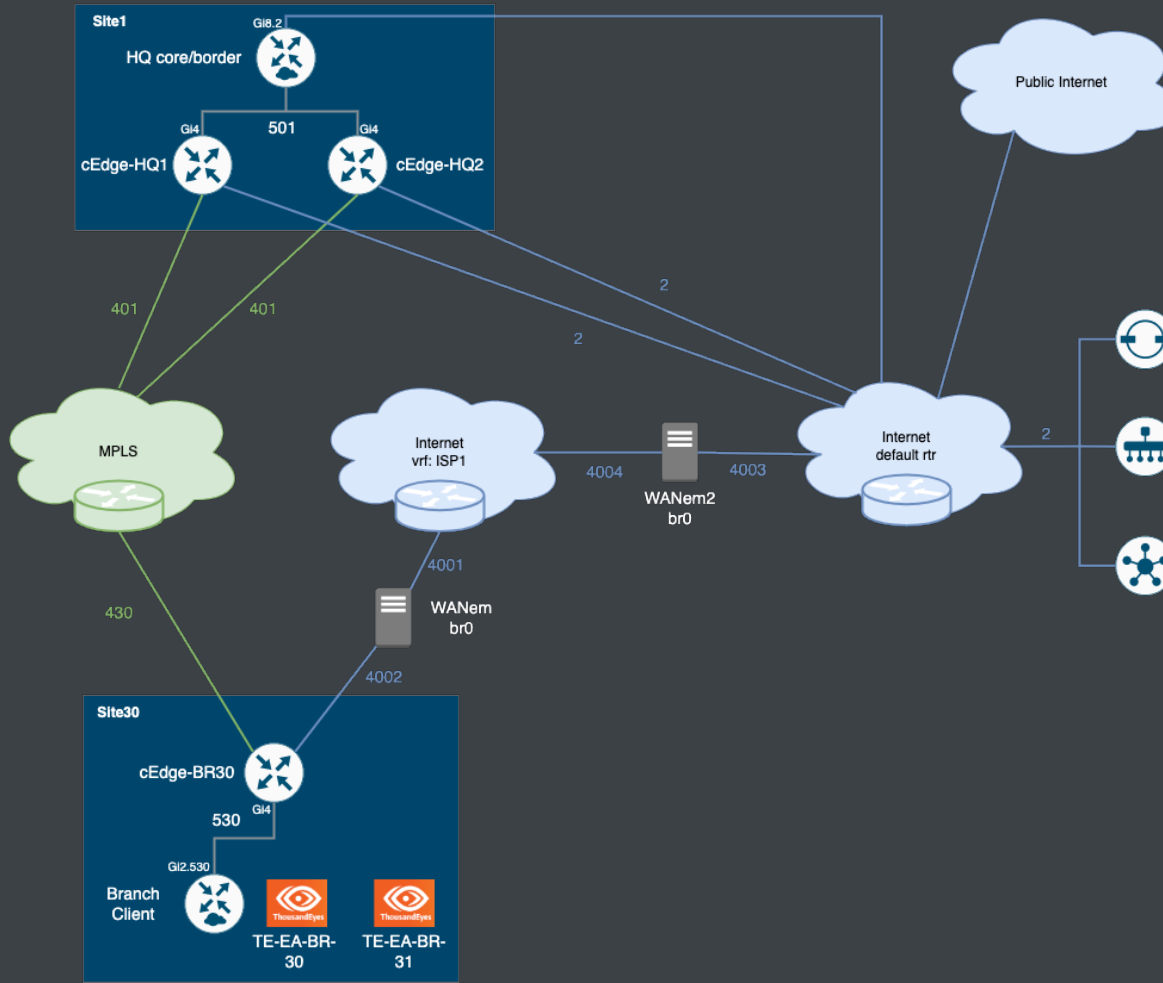 Site1
Gi8.2
HQ core/border
Public Internet
Gi4
501
Gi4
cEdge-HQ1
cEdge-HQ2
2
401
401
2
MPLS
Internet
vrf: ISP1
Internet
default rtr
2
4004
4003
WANem2
br0
4001
430
WANem
br0
4002
Site30
cEdge-BR30
Gi4
530
Gi2.530
Branch
Client
ThousandEyes
ThousandEyes
TE-EA-BR-
30
TE-EA-BR-
31